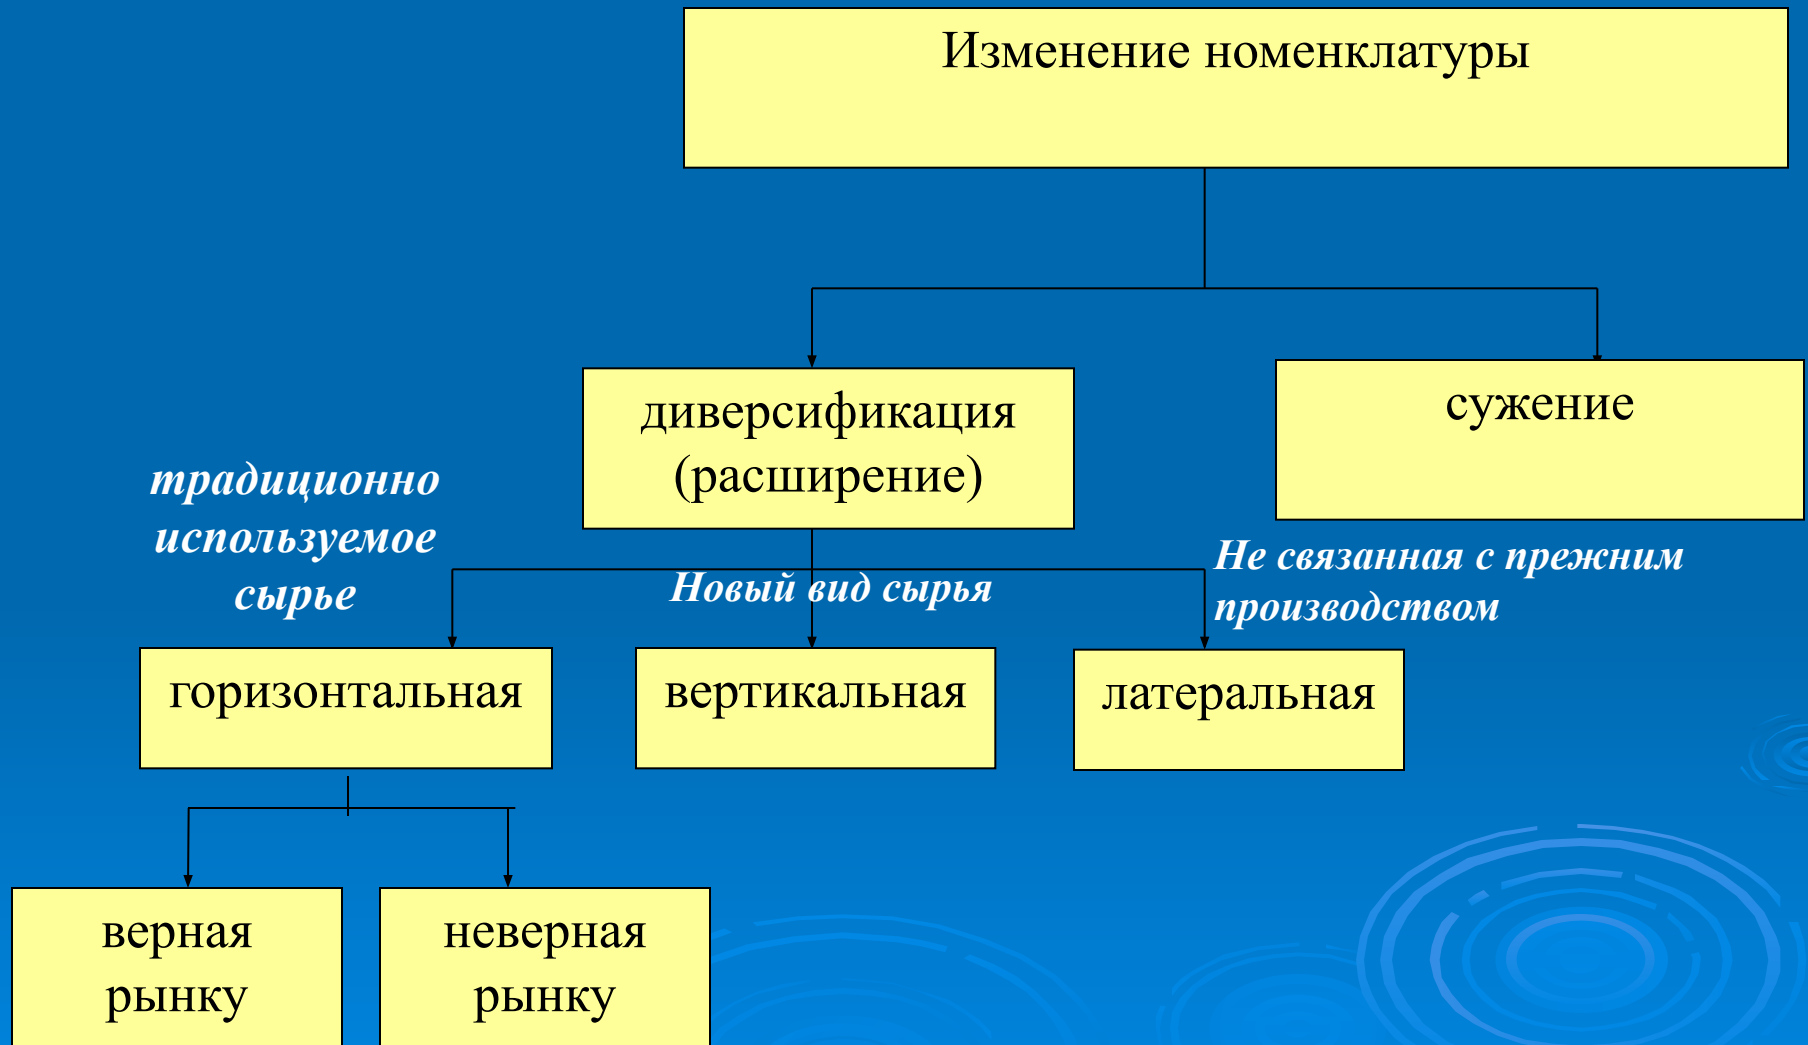 Изменение номенклатуры
диверсификация
(расширение)
сужение
традиционно
используемое
сырье
Новый вид сырья
Не связанная с прежним
производством
горизонтальная
вертикальная
латеральная
верная
рынку
неверная
рынку